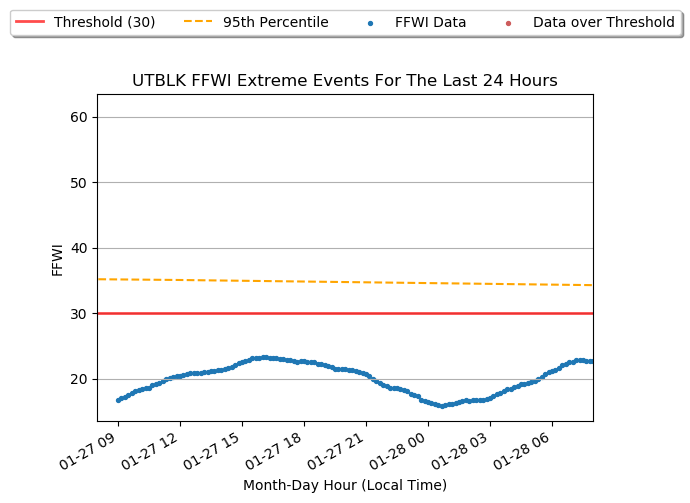 Threshold (30) 95th Percentile FFWI Data Data over Threshold
UTBLK FFWI Extreme Events For The Last 24 Hours
60
50
40
30
20
FFWI
01-27 09 01-27 12 01-27 15 01-27 18 01-27 21 01-28 00 01-28 03 01-28 06
Month-Day Hour (Local Time)